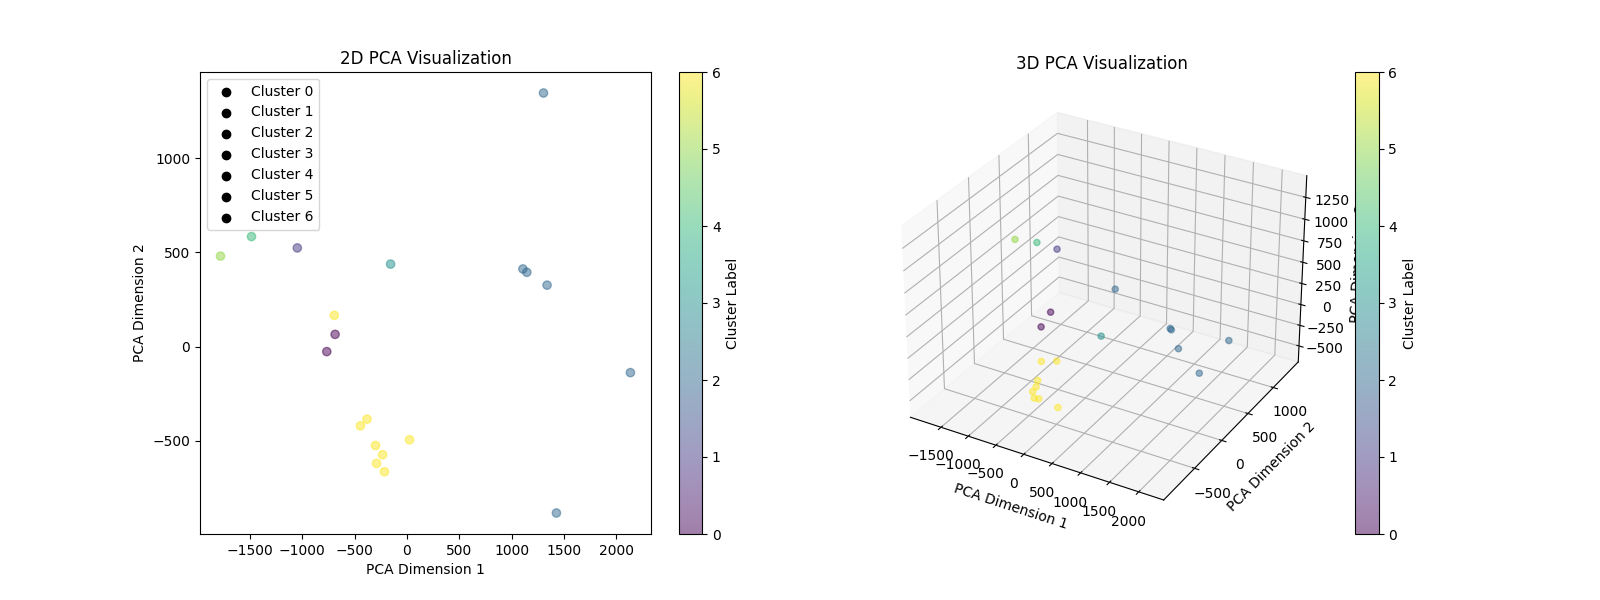 2D PCA Visualization
Cluster 0
Cluster 1
Cluster 2
Cluster 3
Cluster 4
Cluster 5
Cluster 6
1000
500
0
−500
PCA Dimension 2
−1500 −1000 −500 0 500 1000 1500 2000
PCA Dimension 1
6
5
4
3
2
1
0
Cluster Label
3D PCA Visualization
1250
1000
750
500
250
0
−250
−500
PCA Dimension
1000
500
0
−500
PCA Dimension 2
−1500
−1000
−500
0
500
1000
1500
2000
PCA Dimension 1
6
5
4
3
2
1
0
Cluster Label